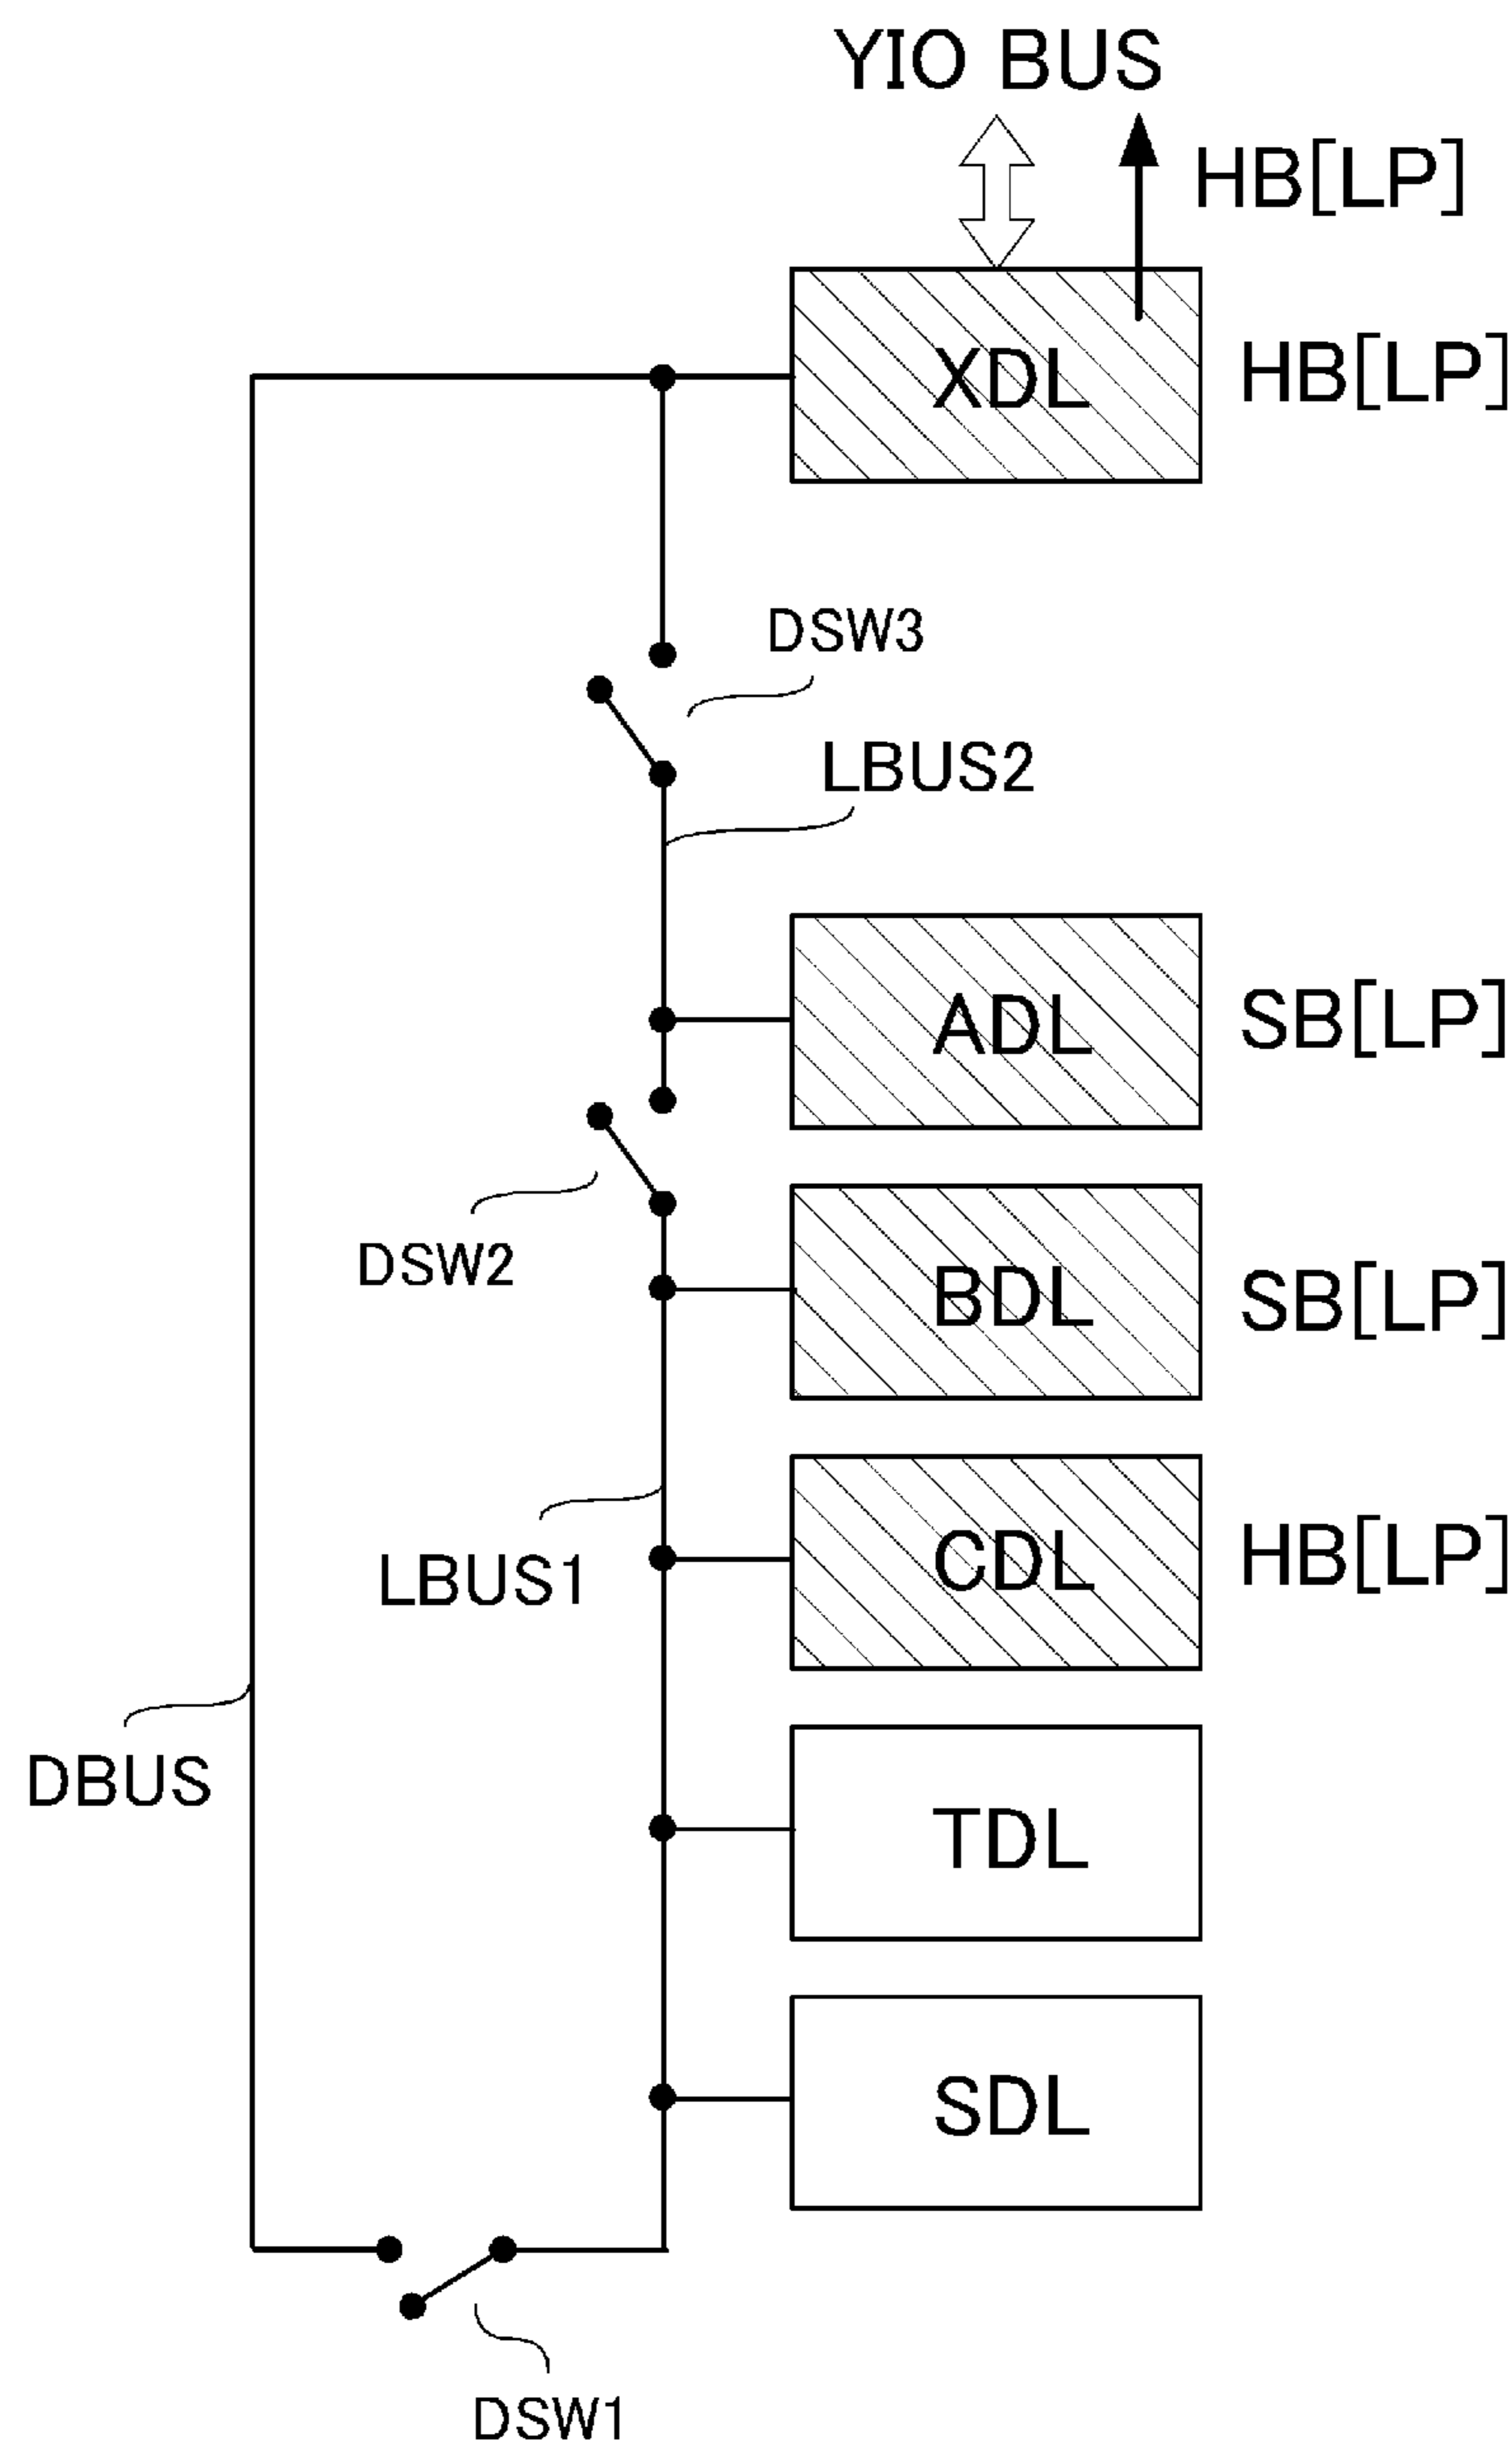 YIO BUS
HB[LP]
XDL
HB[LP]
DSW3
LBUS2
ADL
SB[LP]
DSW2
BDL
SB[LP]
LBUS1
CDL
HB[LP]
DBUS
TDL
SDL
DSW1